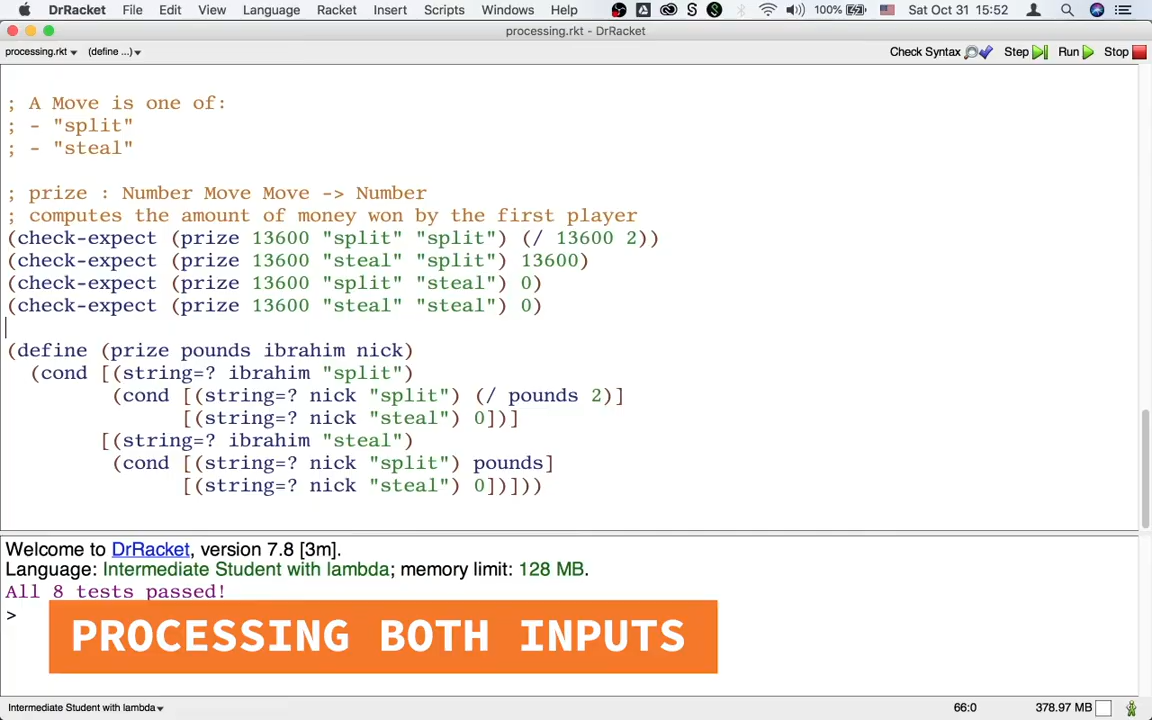 DrRacket File Edit View Language Racket Insert Scripts Windows Help 100% Sat Oct 31 15:52
processing.rkt - DrRacket
processing.rkt (define ...) Check Syntax Step Run Stop
; A Move is one of:
; - "split"
; - "steal"
; prize : Number Move Move -> Number
; computes the amount of money won by the first player
(check-expect (prize 13600 "split" "split") (/ 13600 2))
(check-expect (prize 13600 "steal" "split") 13600)
(check-expect (prize 13600 "split" "steal") 0)
(check-expect (prize 13600 "steal" "steal") 0)
(define (prize pounds ibrahim nick)
(cond [(string=? ibrahim "split")
(cond [(string=? nick "split") (/ pounds 2)]
[(string=? nick "steal") 0])]
[(string=? ibrahim "steal")
(cond [(string=? nick "split") pounds]
[(string=? nick "steal") 0])]))
Welcome to DrRacket, version 7.8 [3m].
Language: Intermediate Student with lambda; memory limit: 128 MB.
All 8 tests passed!
>
PROCESSING BOTH INPUTS
Intermediate Student with lambda 66:0 378.97 MB